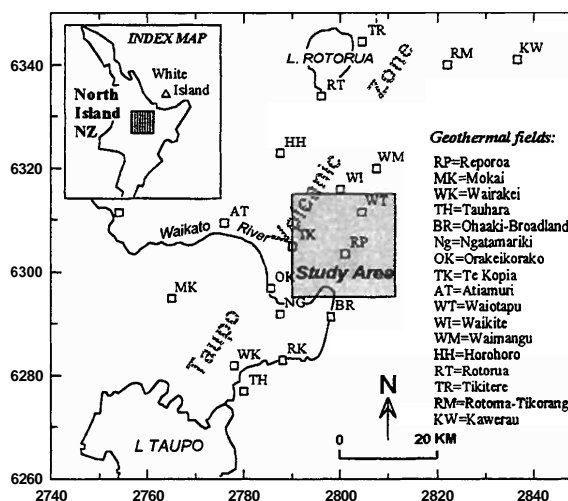 INDEX MAP
White
Island
North
Island
NZ
TR
L. ROTORUA
RT
RM
KW
Taupo Volcanic Zone
HH
WM
WI
WT
AT
Waikato River
TK
RP
Study Area
OK
MK
NG
BR
WK
RK
TH
L TAUPO
N
0 20 KM
Geothermal fields:
RP=Reporoa
MK=Mokai
WK=Wairakei
TH=Tauhara
BR=Ohaaki-Broadland
Ng=Ngatamariki
OK=Orakeikorako
TK=Te Kopia
AT=Atiamuri
WT=Waiotapu
WI=Waikite
WM=Waimangu
HH=Horohoro
RT=Rotorua
TR=Tikitere
RM=Rotoma-Tikorang
KW=Kawerau
6340
6320
6300
6280
6260
2740 2760 2780 2800 2820 2840